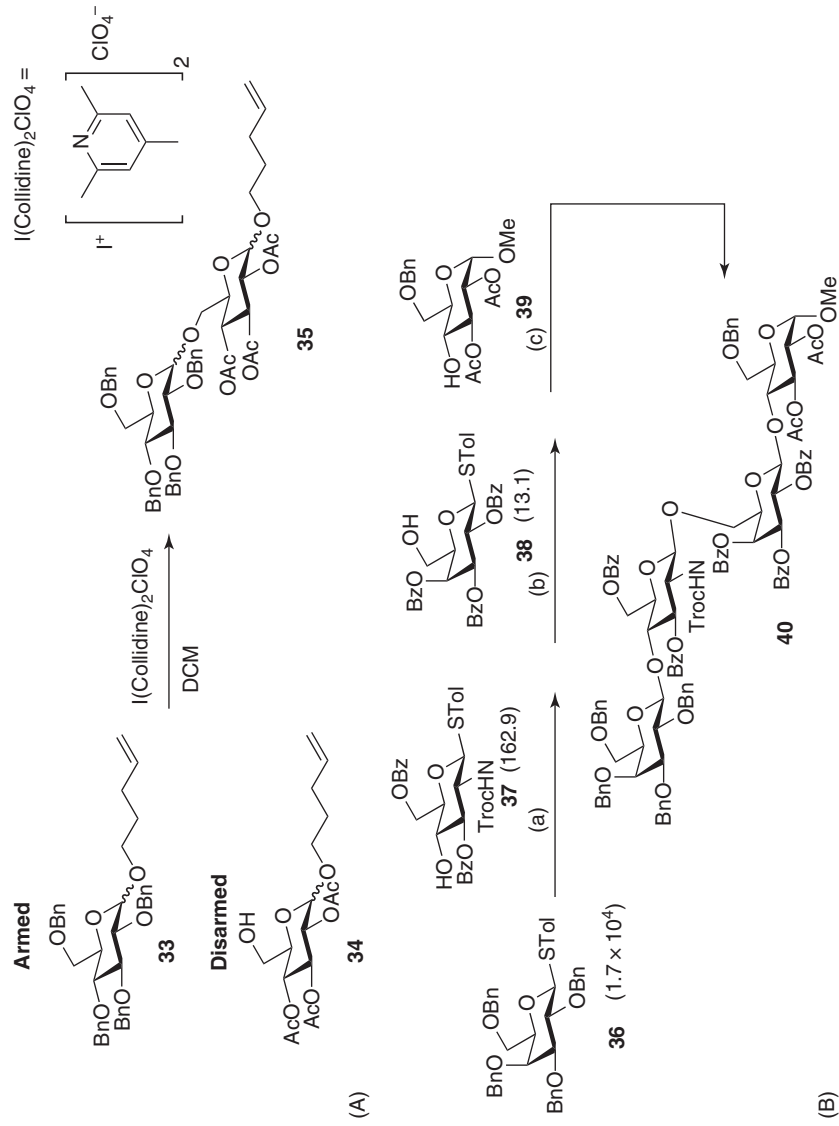 Armed
OBn
O
BnO
BnO
OBn
O
33
Disarmed
OH
O
AcO
AcO
OAc
O
34
(A)
I(Collidine)₂ClO₄
DCM
OBn
O
BnO
BnO
OBn
O
O
OAc
OAc
OAc
O
35
I(Collidine)₂ClO₄ =
I⁺
N
2
ClO₄⁻
BnO
OBn
O
BnO
STol
OBn
36 (1.7 × 10⁴)
OBz
HO
O
BzO
STol
TrocHN
37 (162.9)
(a)
BzO
OH
O
BzO
STol
OBz
38 (13.1)
(b)
OBn
HO
O
AcO
AcO
OMe
39
(c)
BnO
OBn
O
BnO
OBn
O
OBz
O
BzO
TrocHN
O
BzO
O
BzO
OBz
O
OBn
O
AcO
AcO
OMe
40
(B)